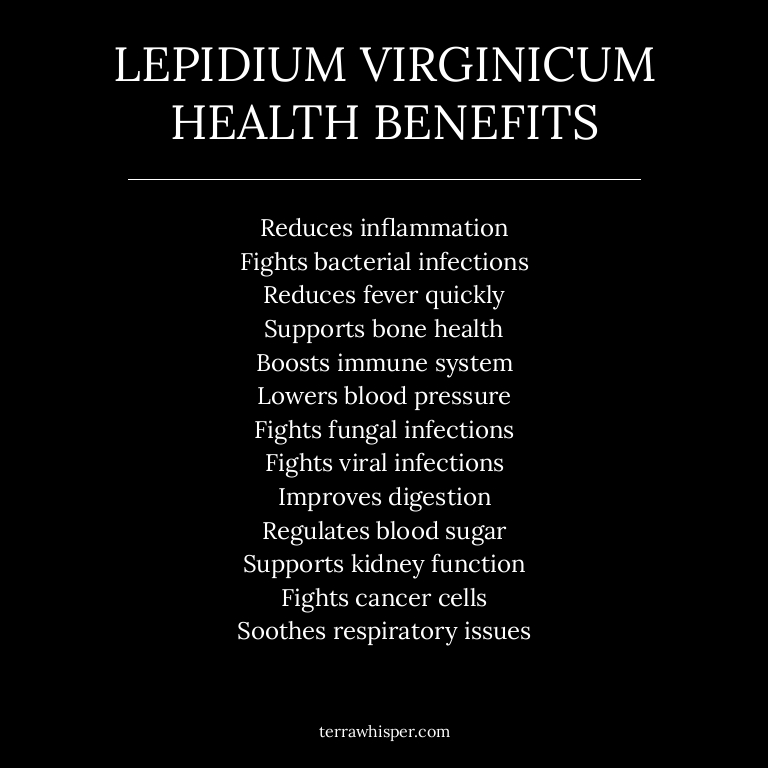 LEPIDIUM VIRGINICUM
HEALTH BENEFITS
Reduces inflammation
Fights bacterial infections
Reduces fever quickly
Supports bone health
Boosts immune system
Lowers blood pressure
Fights fungal infections
Fights viral infections
Improves digestion
Regulates blood sugar
Supports kidney function
Fights cancer cells
Soothes respiratory issues
terrawhisper.com